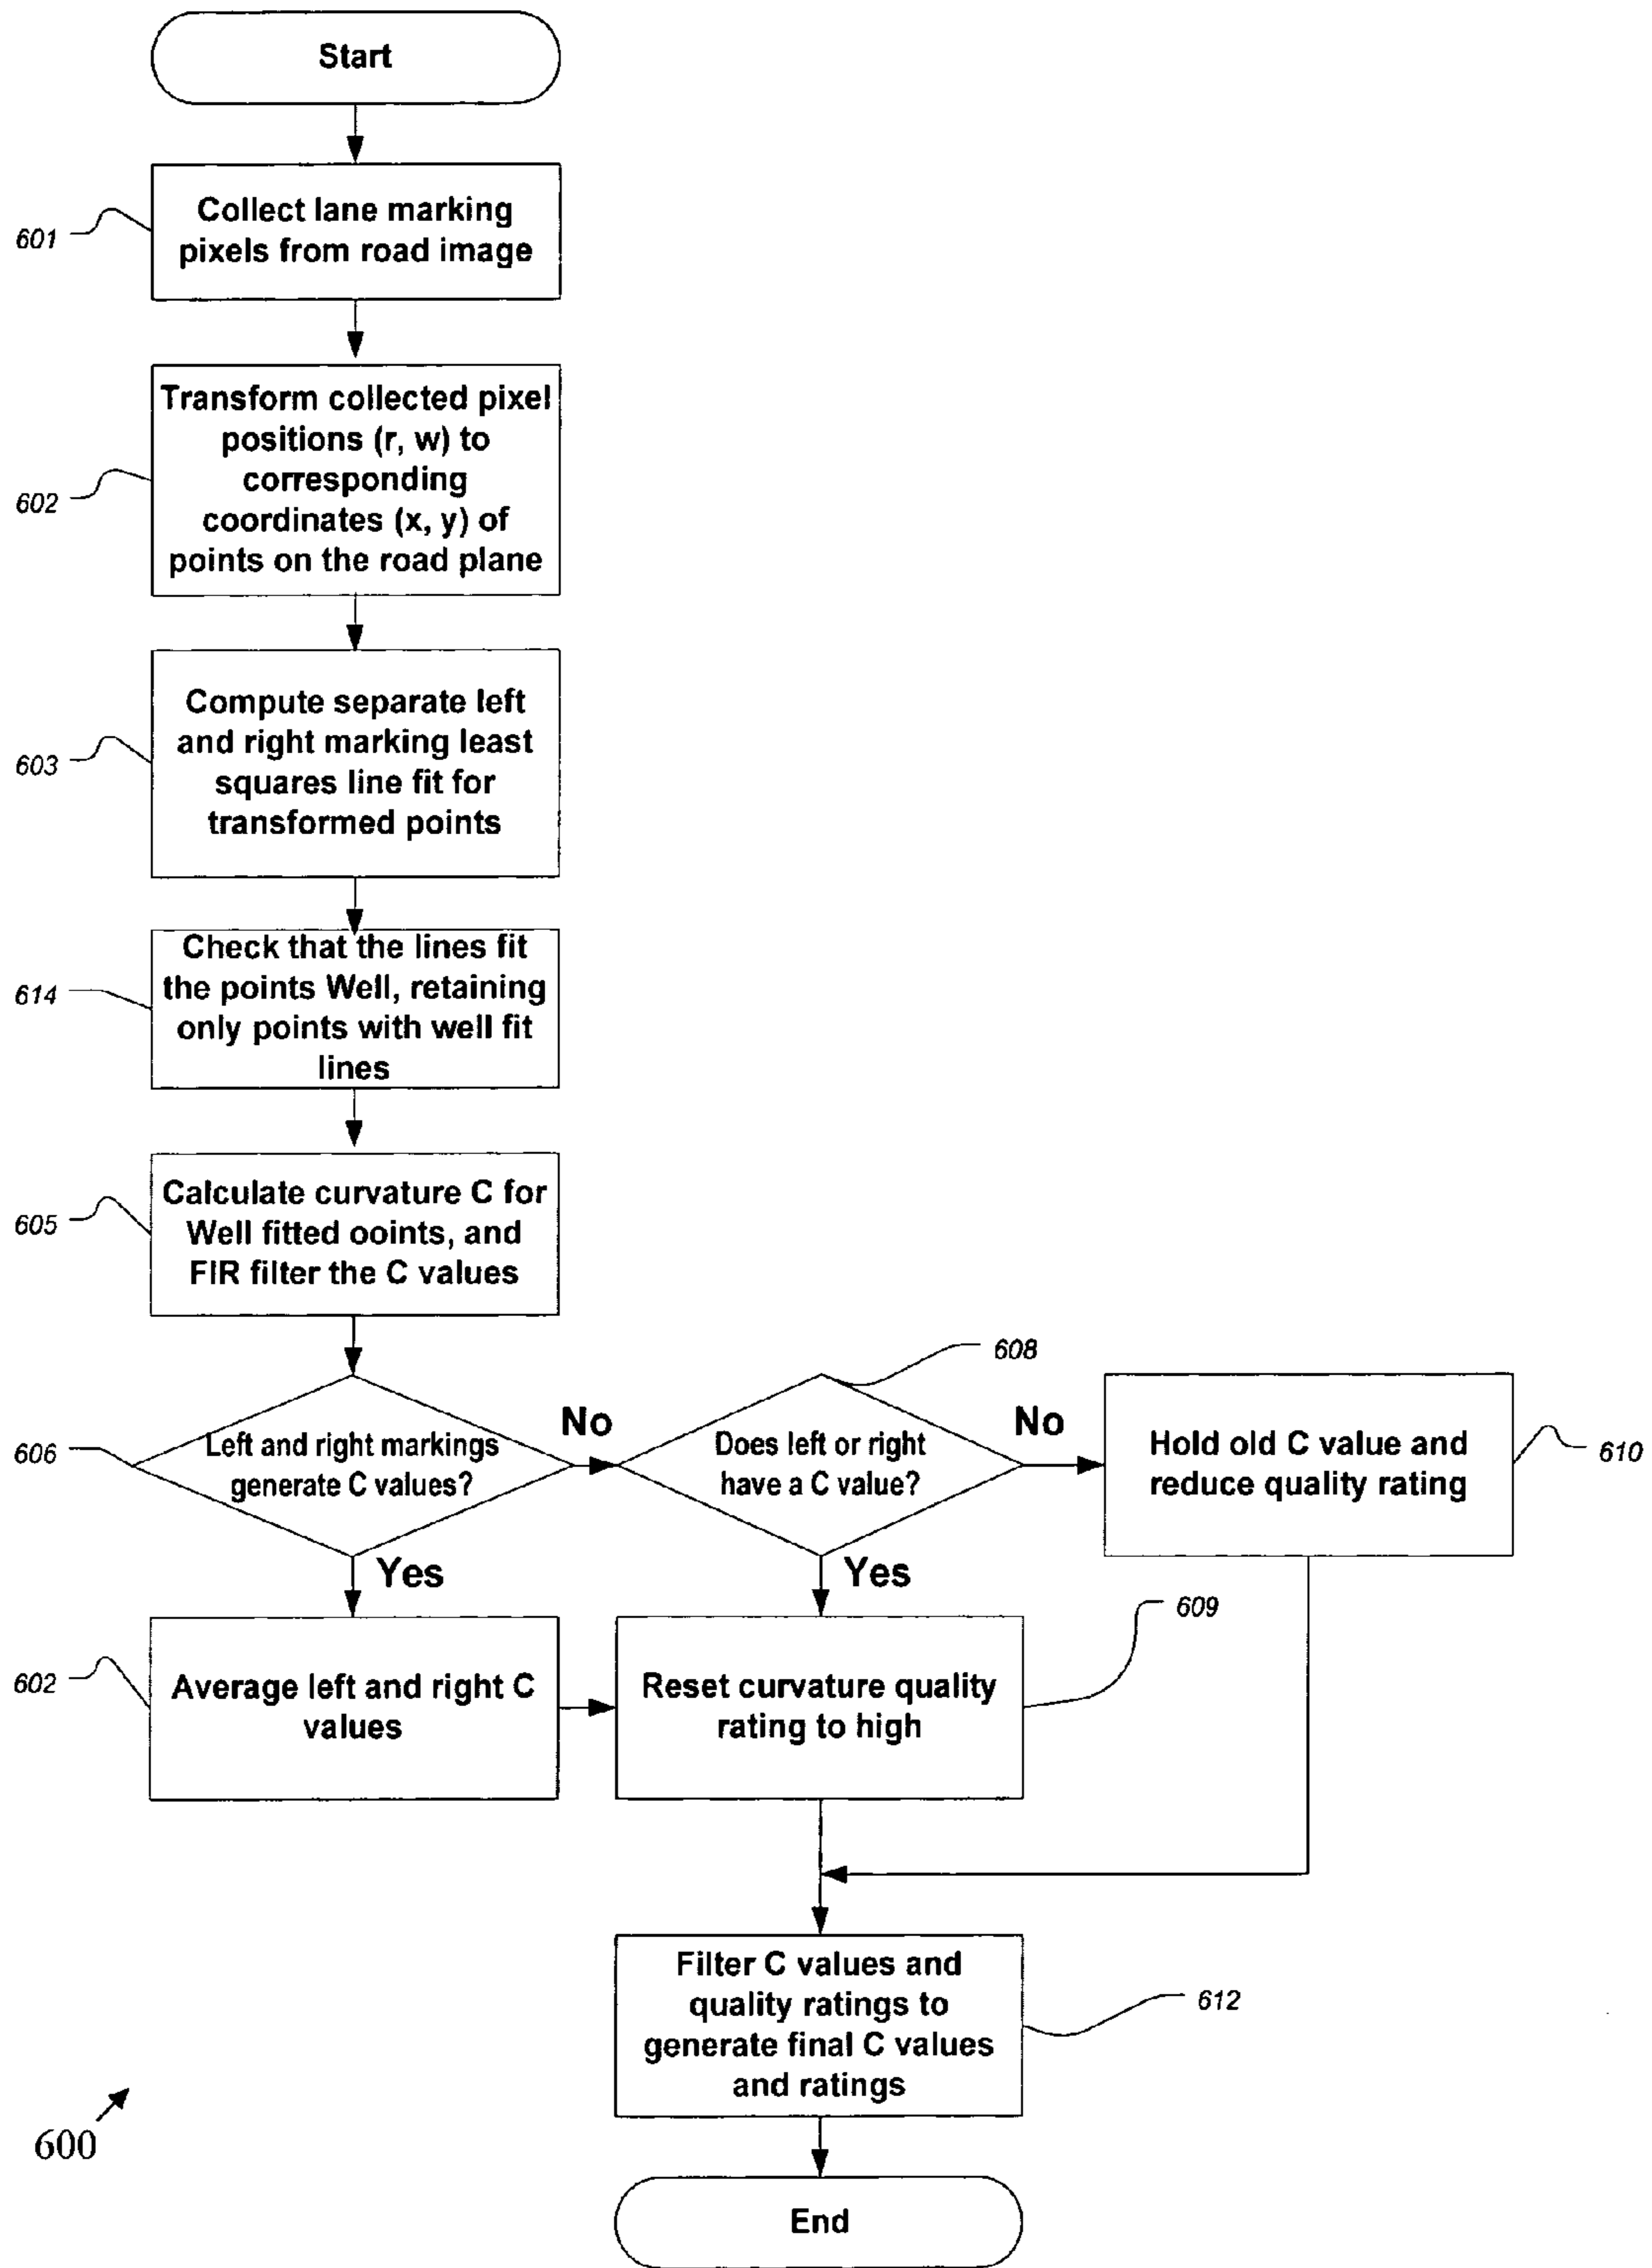 Start
601
Collect lane marking
pixels from road image
602
Transform collected pixel
positions (r, w) to
corresponding
coordinates (x, y) of
points on the road plane
603
Compute separate left
and right marking least
squares line fit for
transformed points
614
Check that the lines fit
the points Well, retaining
only points with well fit
lines
605
Calculate curvature C for
Well fitted ooints, and
FIR filter the C values
606
Left and right markings
generate C values?
No
608
Does left or right
have a C value?
No
Hold old C value and
reduce quality rating
610
Yes
Yes
602
Average left and right C
values
Reset curvature quality
rating to high
609
Filter C values and
quality ratings to
generate final C values
and ratings
612
600
End